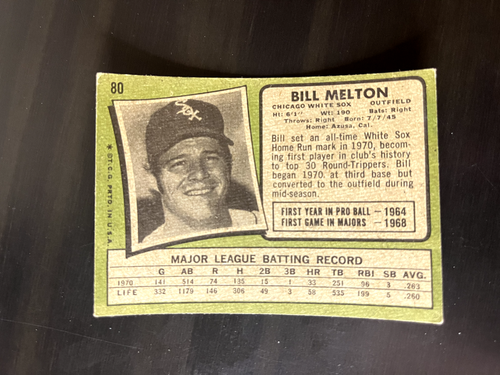 80
Sox
BILL MELTON
CHICAGO WHITE SOX OUTFIELD
Ht: 6'1" Wt: 190 Bats: Right
Throws: Right Born: 7/7/45
Home: Azusa, Cal.
Bill set an all-time White Sox
Home Run mark in 1970, becom-
ing first player in club's history
to top 30 Round-Trippers. Bill
began 1970 at third base but
converted to the outfield during
mid-season.
FIRST YEAR IN PRO BALL — 1964
FIRST GAME IN MAJORS — 1968
* ©T.C.G. PRTD. IN U.S.A.
MAJOR LEAGUE BATTING RECORD
G AB R H 2B 3B HR TB RBI SB AVG.
1970 141 514 74 135 15 1 33 251 96 3 .263
LIFE 332 1179 146 306 49 3 58 535 199 5 .260